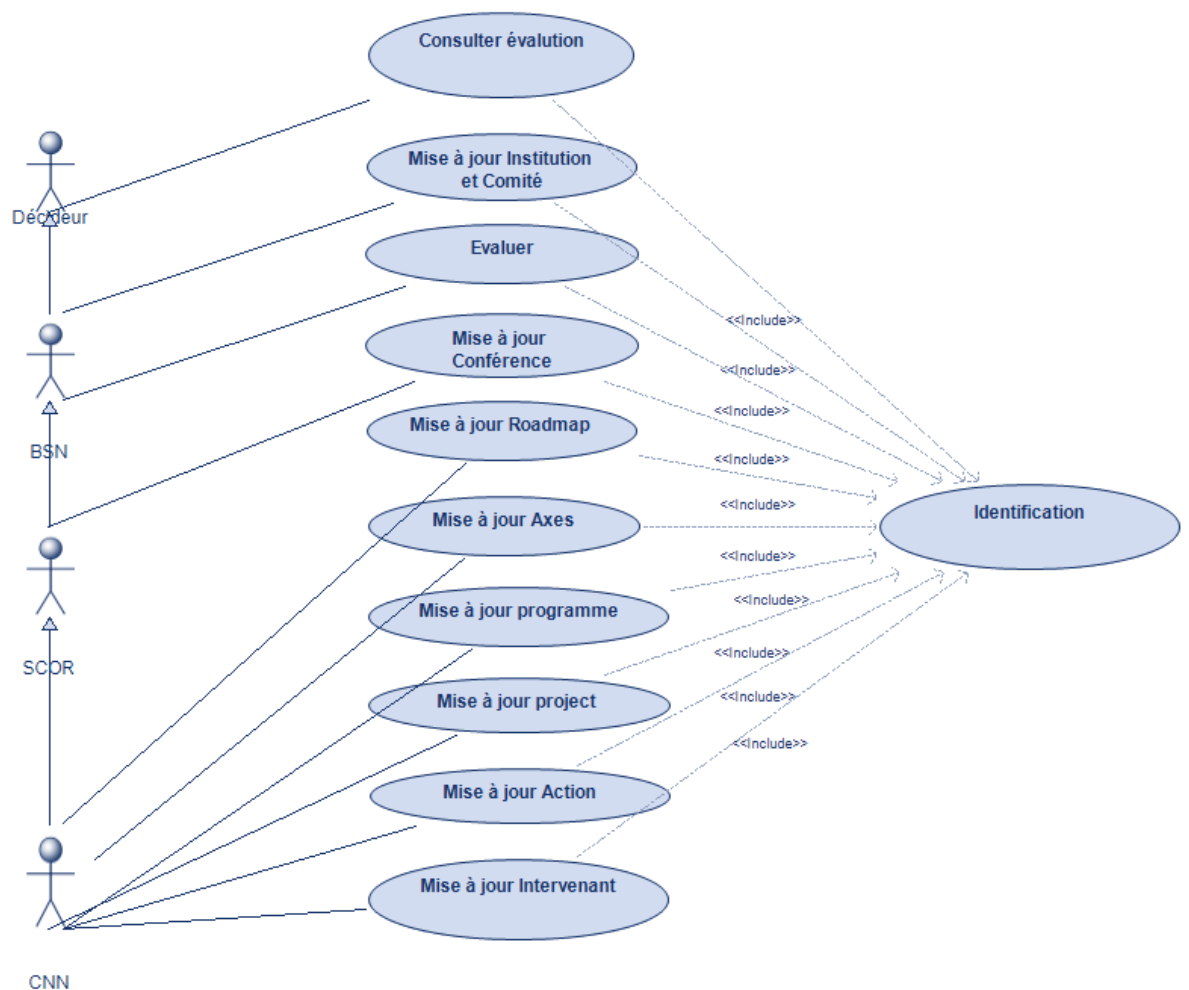 Consulter évalution
Mise à jour Institution
et Comité
Décideur
Evaluer
<<Include>>
Mise à jour
Conférence
<<Include>>
<<Include>>
Mise à jour Roadmap
BSN
<<Include>>
<<Include>>
Mise à jour Axes
Identification
<<Include>>
<<Include>>
Mise à jour programme
<<Include>>
SCOR
Mise à jour project
<<Include>>
<<Include>>
Mise à jour Action
Mise à jour Intervenant
CNN